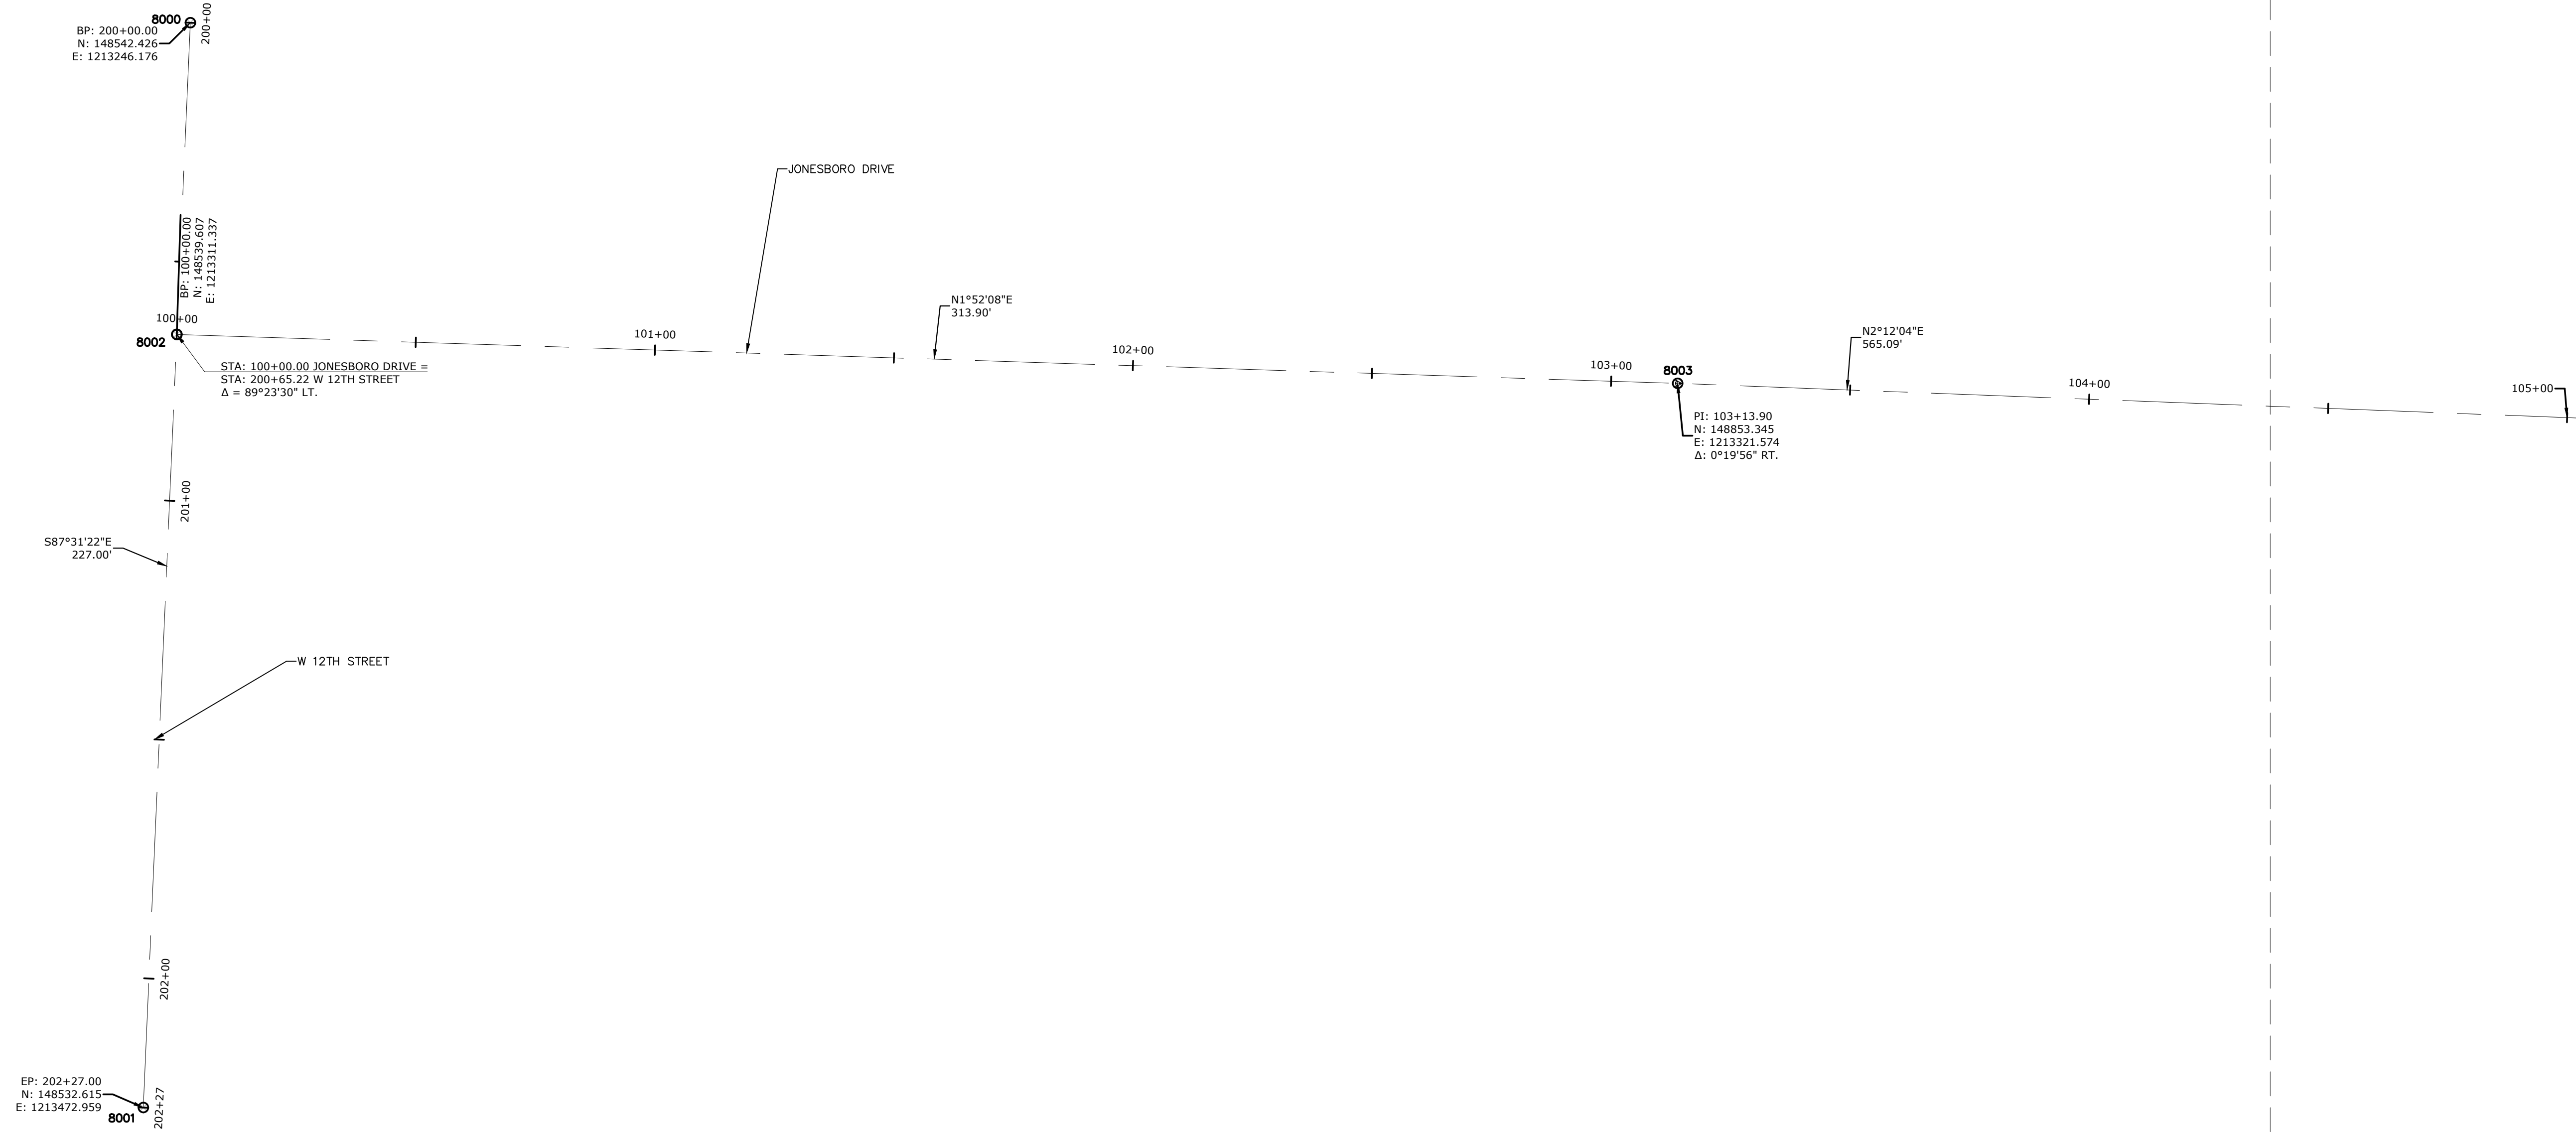 8000
200+00
BP: 200+00.00
N: 148542.426
E: 1213246.176
JONESBORO DRIVE
BP: 100+00.00
N: 148539.607
E: 1213311.337
100+00
8002
STA: 100+00.00 JONESBORO DRIVE =
STA: 200+65.22 W 12TH STREET
Δ = 89°23'30" LT.
101+00
N1°52'08"E
313.90'
102+00
103+00
8003
PI: 103+13.90
N: 148853.345
E: 1213321.574
Δ: 0°19'56" RT.
N2°12'04"E
565.09'
104+00
105+00
201+00
S87°31'22"E
227.00'
W 12TH STREET
202+00
EP: 202+27.00
N: 148532.615
E: 1213472.959
8001
202+27